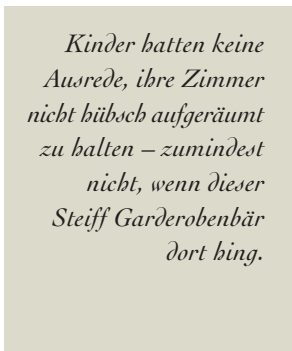 Kinder hatten keine
Ausrede, ihre Zimmer
nicht hübsch aufgeräumt
zu halten – zumindest
nicht, wenn dieser
Steiff Garderobenbär
dort hing.